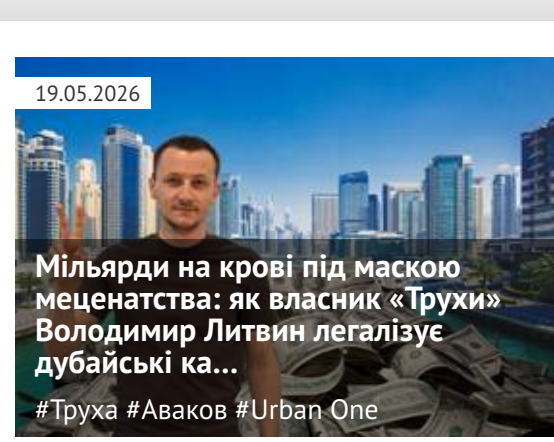 19.05.2026
Мільярди на крові під маскою
меценатства: як власник «Трухи»
Володимир Литвин легалізує
дубайські ка...
#Труха #Аваков #Urban One